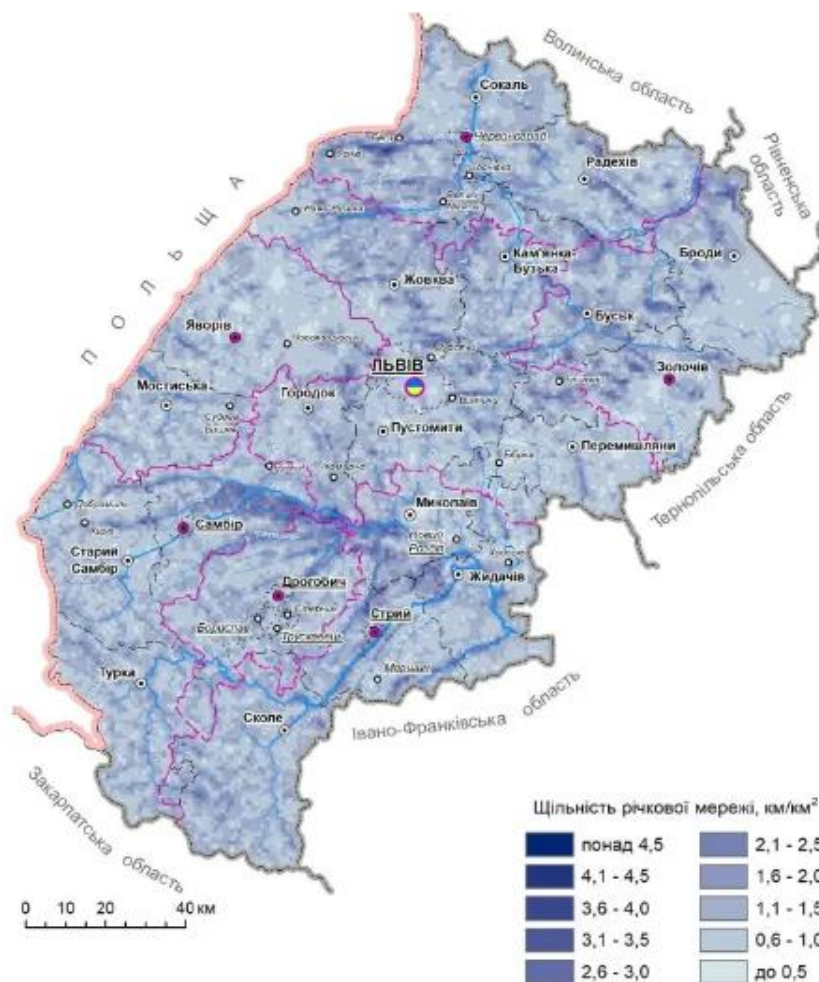 Волинська область
Рівненська область
Сокаль
Червоноград
Радехів
ПОЛЬЩА
Броди
Кам'янка-
Бузька
Жовква
Буськ
Яворів
ЛЬВІВ
Золочів
Мостиська
Городок
Пустомити
Перемишляни
Тернопільська область
Миколаїв
Самбір
Новий
Розділ
Старий
Самбір
Жидачів
Дрогобич
Стебник
Стрий
Борислав
Трускавець
Турка
Моршин
Сколе
Івано-Франківська область
Закарпатська область
Щільність річкової мережі, км/км²
понад 4,5
4,1 - 4,5
3,6 - 4,0
3,1 - 3,5
2,6 - 3,0
2,1 - 2,5
1,6 - 2,0
1,1 - 1,5
0,6 - 1,0
до 0,5
0 10 20 40 км